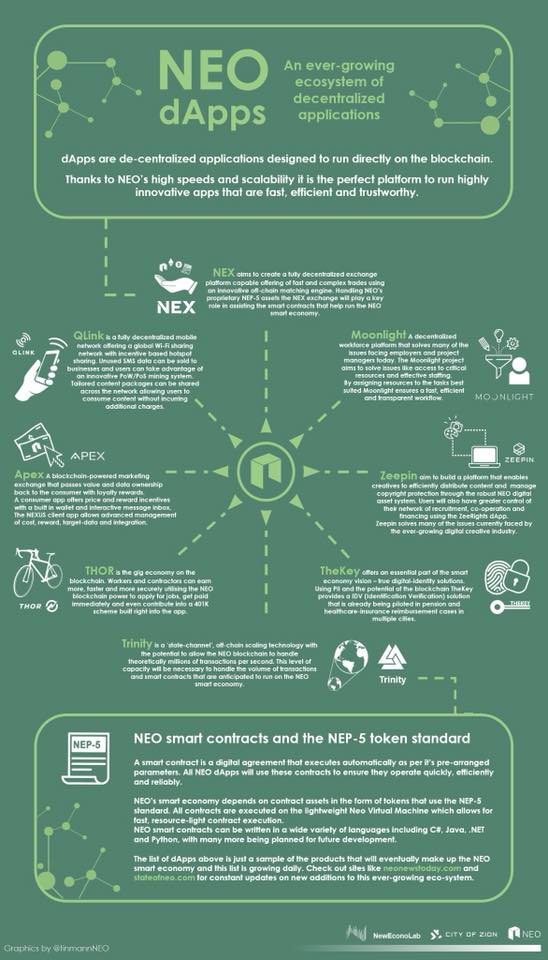 NEO
dApps
An ever-growing
ecosystem of
decentralized
applications
dApps are de-centralized applications designed to run directly on the blockchain.
Thanks to NEO's high speeds and scalability it is the perfect platform to run highly
innovative apps that are fast, efficient and trustworthy.
NEX
NEX aims to create a fully decentralized exchange
platform capable offering of fast and complex trades using
an innovative off-chain matching engine. Handling NEO's
proprietary NEP-5 assets the NEX exchange will play a key
role in assisting the smart contracts that help run the NEO
smart economy.
QLINK
QLink is a fully decentralized mobile
network offering a global Wi-Fi sharing
network with incentive based hotspot
sharing. Unused SMS data can be sold to
businesses and users can take advantage of
an innovative PoW/PoS mining system.
Tailored content packages can be shared
across the network allowing users to
consume content without incurring
additional charges.
Moonlight A decentralized
workforce platform that solves many of the
issues facing employers and project
managers today. The Moonlight project
aims to solve issues like access to critical
resources and effective staffing.
By assigning resources to the tasks best
suited Moonlight ensures a fast, efficient
and transparent workflow.
MOONLIGHT
APEX
Apex A blockchain-powered marketing
exchange that passes value and data ownership
back to the consumer with loyalty rewards.
A consumer app offers price and reward incentives
with a built in wallet and interactive message inbox.
The NEXUS client app allows advanced management
of cost, reward, target-data and integration.
ZEEPIN
Zeepin aim to build a platform that enables
creatives to efficiently distribute content and manage
copyright protection through the robust NEO digital
asset system. Users will also have greater control of
their network of recruitment, co-operation and
financing using the ZeeRights dApp.
Zeepin solves many of the issues currently faced by
the ever-growing digital creative industry.
THOR
THOR is the gig economy on the
blockchain. Workers and contractors can earn
more, faster and more securely utilising the NEO
blockchain power to apply for jobs, get paid
immediately and even contribute into a 401K
scheme built right into the app.
TheKey offers an essential part of the smart
economy vision – true digital-identity solutions.
Using PII and the potential of the blockchain TheKey
provides a IDV (Identification Verification) solution
that is already being piloted in pension and
healthcare-insurance reimbursement cases in
multiple cities.
THEKEY
Trinity is a 'state-channel', off-chain scaling technology with
the potential to allow the NEO blockchain to handle
theoretically millions of transactions per second. This level of
capacity will be necessary to handle the volume of transactions
and smart contracts that are anticipated to run on the NEO
smart economy.
Trinity
NEP-5
NEO smart contracts and the NEP-5 token standard
A smart contract is a digital agreement that executes automatically as per it's pre-arranged
parameters. All NEO dApps will use these contracts to ensure they operate quickly, efficiently
and reliably.
NEO's smart economy depends on contract assets in the form of tokens that use the NEP-5
standard. All contracts are executed on the lightweight Neo Virtual Machine which allows for
fast, resource-light contract execution.
NEO smart contracts can be written in a wide variety of languages including C#, Java, .NET
and Python, with many more being planned for future development.
The list of dApps above is just a sample of the products that will eventually make up the NEO
smart economy and this list is growing daily. Check out sites like neonewstoday.com and
stateofneo.com for constant updates on new additions to this ever-growing eco-system.
NewEconoLab
CITY OF ZION
NEO
Graphics by @finmannNEO